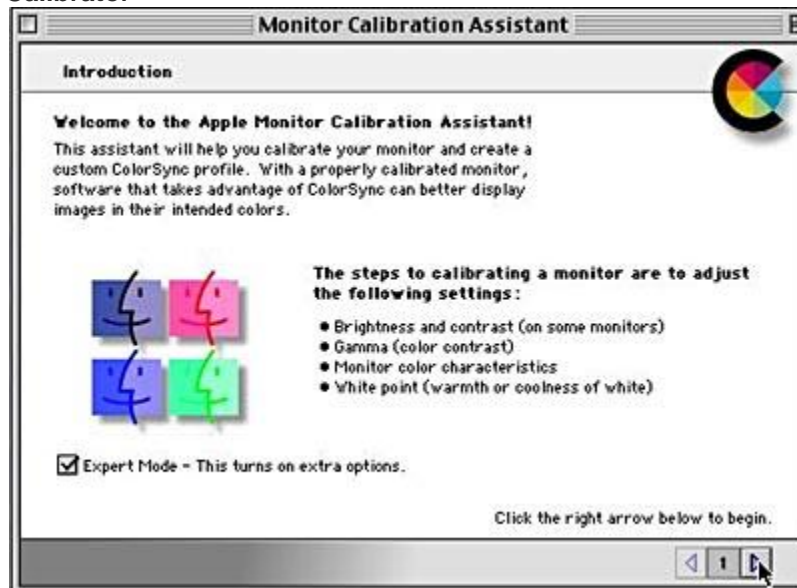 Monitor Calibration Assistant
Introduction
Welcome to the Apple Monitor Calibration Assistant!
This assistant will help you calibrate your monitor and create a
custom ColorSync profile. With a properly calibrated monitor,
software that takes advantage of ColorSync can better display
images in their intended colors.
The steps to calibrating a monitor are to adjust
the following settings:
● Brightness and contrast (on some monitors)
● Gamma (color contrast)
● Monitor color characteristics
● White point (warmth or coolness of white)
Expert Mode - This turns on extra options.
Click the right arrow below to begin.
1